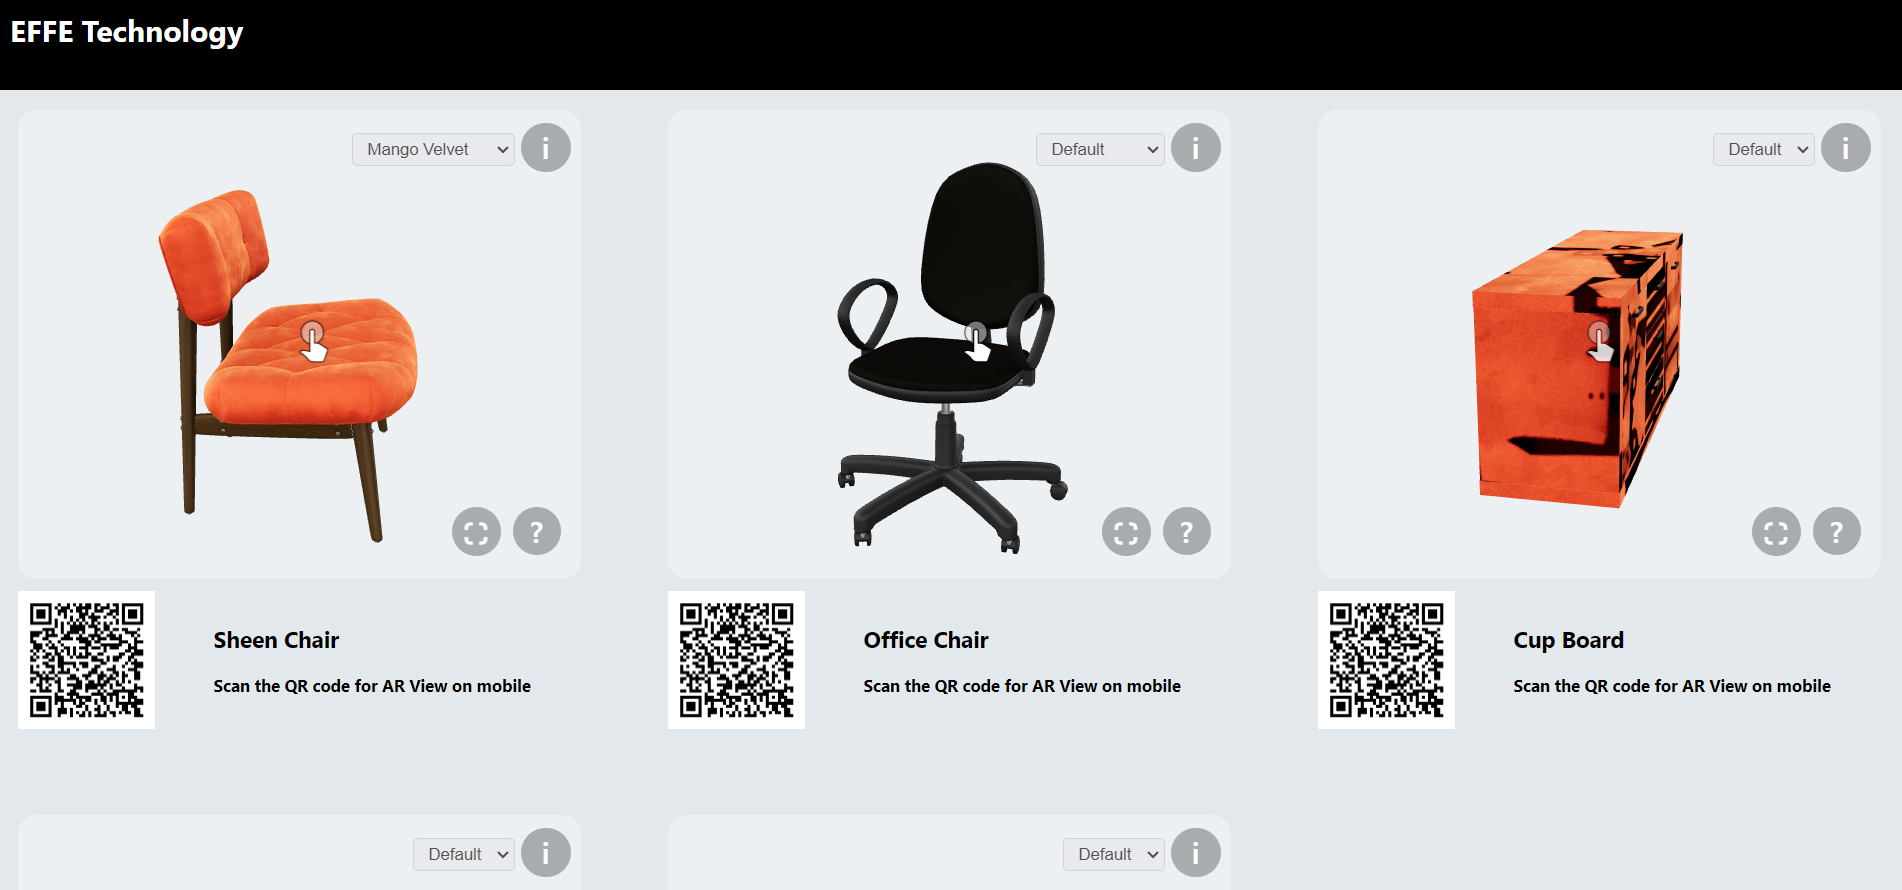 EFFE Technology
Mango Velvet
i
Default
i
Default
i
?
?
?
Sheen Chair
Scan the QR code for AR View on mobile
Office Chair
Scan the QR code for AR View on mobile
Cup Board
Scan the QR code for AR View on mobile
Default
i
Default
i